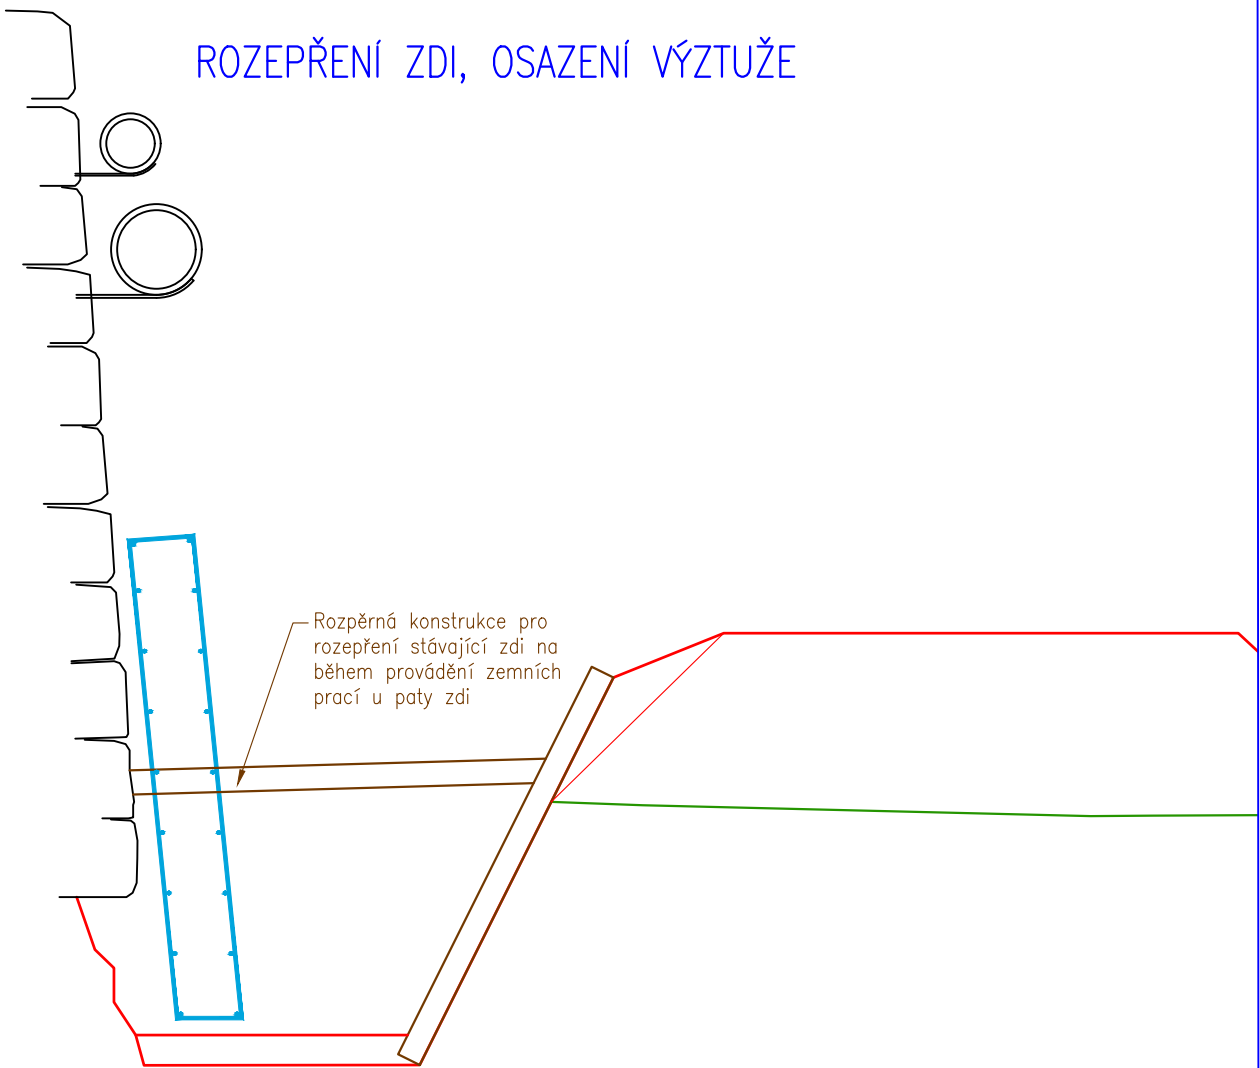 ROZEPŘENÍ ZDI, OSAZENÍ VÝZTUŽE
Rozpěrná konstrukce pro
rozepření stávající zdi na
během provádění zemních
prací u paty zdi